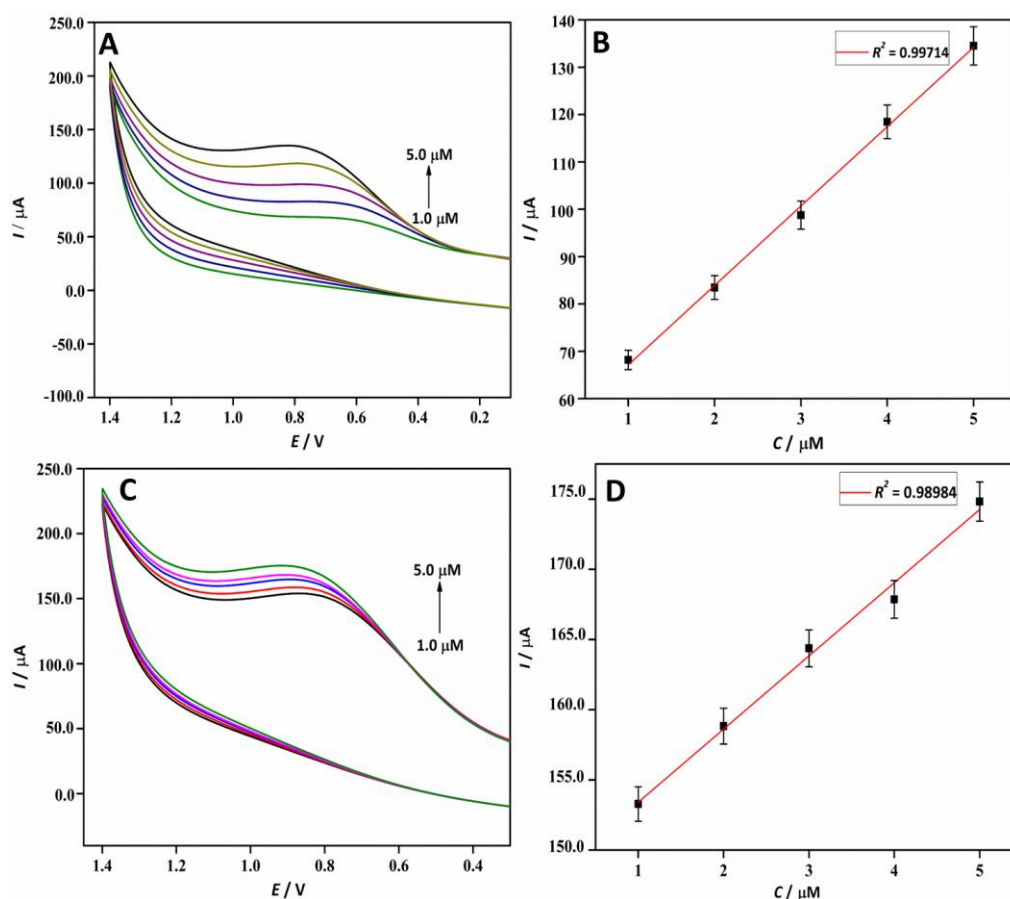 A
250.0
200.0
150.0
100.0
50.0
0.0
-50.0
-100.0
I / µA
5.0 µM
1.0 µM
1.4
1.2
1.0
0.8
0.6
0.4
0.2
E / V
B
R² = 0.99714
140
130
120
110
100
90
80
70
60
I / µA
1
2
3
4
5
C / µM
C
250.0
200.0
150.0
100.0
50.0
0.0
I / µA
5.0 µM
1.0 µM
1.4
1.2
1.0
0.8
0.6
0.4
E / V
D
R² = 0.98984
175.0
170.0
165.0
160.0
155.0
150.0
I / µA
1
2
3
4
5
C / µM